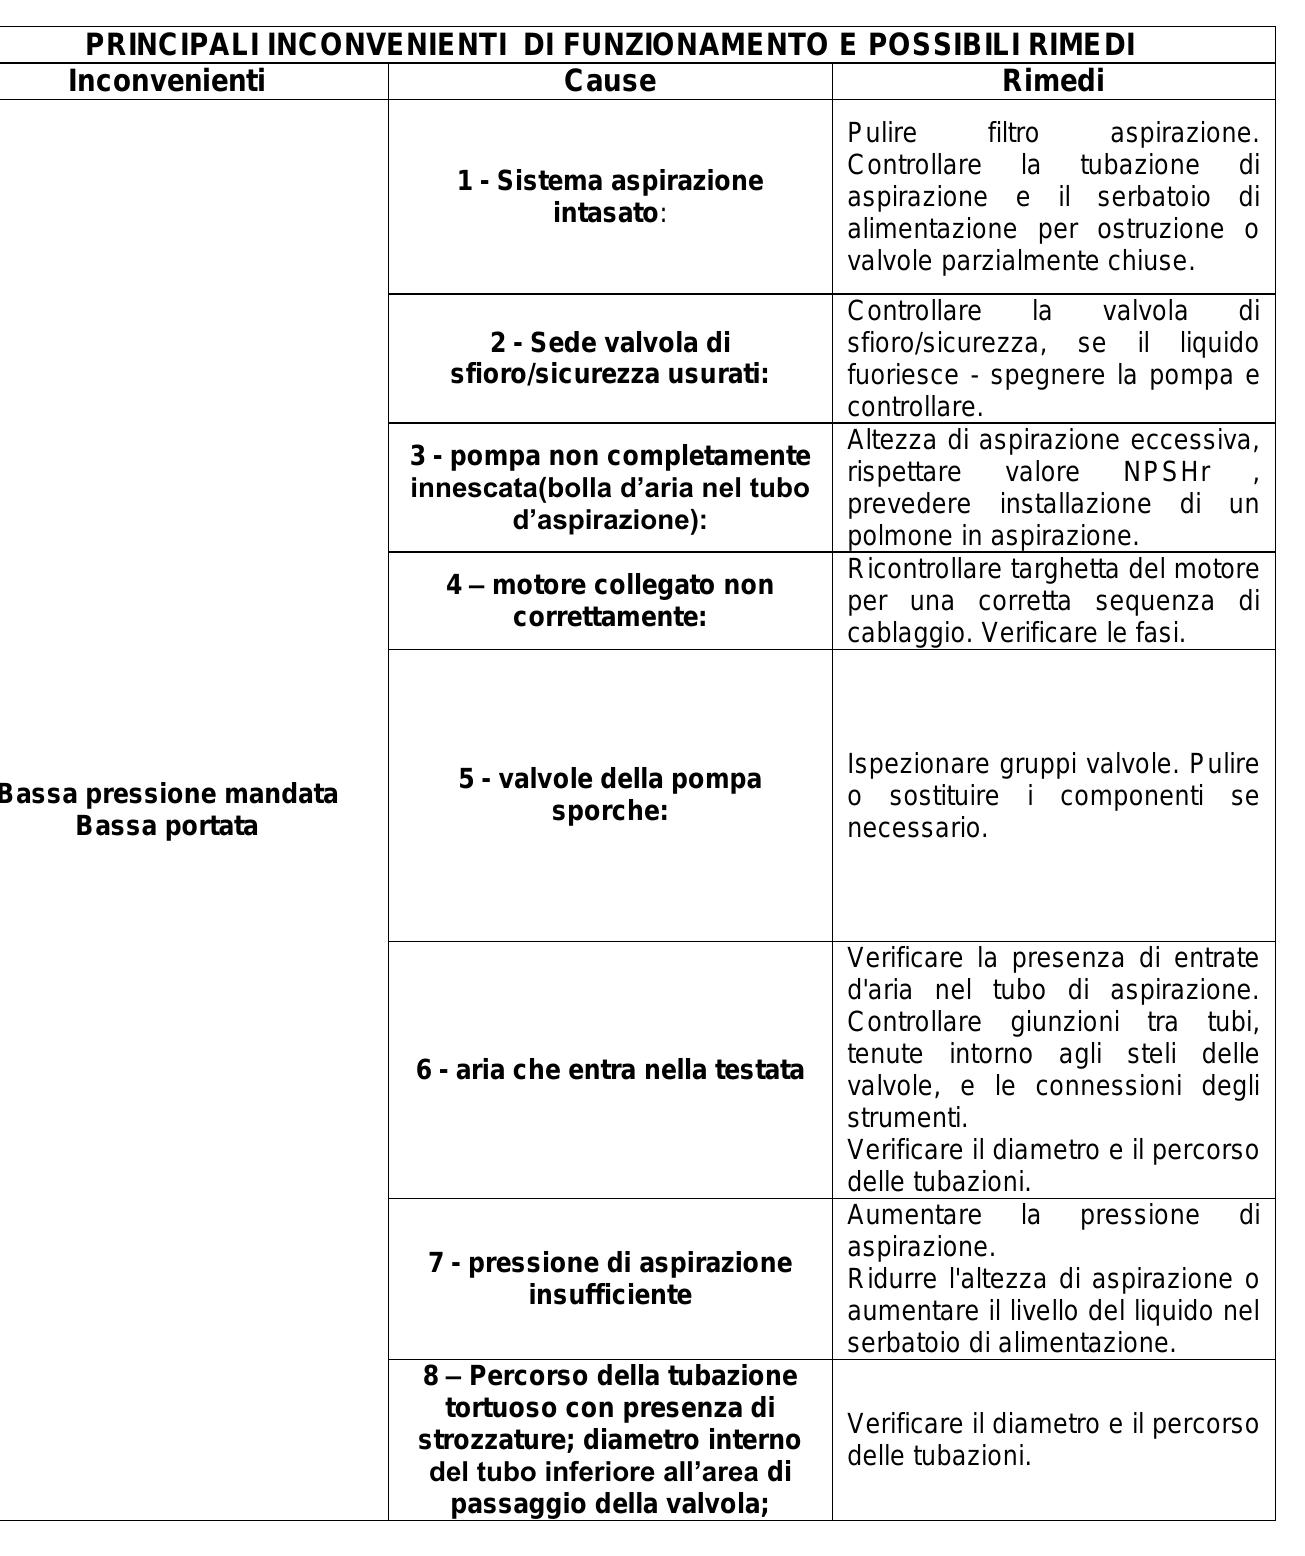 PRINCIPALI INCONVENIENTI DI FUNZIONAMENTO E POSSIBILI RIMEDI
Inconvenienti
Cause
Rimedi
Bassa pressione mandata
Bassa portata
1 - Sistema aspirazione
intasato:
Pulire filtro aspirazione.
Controllare la tubazione di
aspirazione e il serbatoio di
alimentazione per ostruzione o
valvole parzialmente chiuse.
2 - Sede valvola di
sfioro/sicurezza usurati:
Controllare la valvola di
sfioro/sicurezza, se il liquido
fuoriesce - spegnere la pompa e
controllare.
3 - pompa non completamente
innescata(bolla d’aria nel tubo
d’aspirazione):
Altezza di aspirazione eccessiva,
rispettare valore NPSHr ,
prevedere installazione di un
polmone in aspirazione.
4 – motore collegato non
correttamente:
Ricontrollare targhetta del motore
per una corretta sequenza di
cablaggio. Verificare le fasi.
5 - valvole della pompa
sporche:
Ispezionare gruppi valvole. Pulire
o sostituire i componenti se
necessario.
6 - aria che entra nella testata
Verificare la presenza di entrate
d'aria nel tubo di aspirazione.
Controllare giunzioni tra tubi,
tenute intorno agli steli delle
valvole, e le connessioni degli
strumenti.
Verificare il diametro e il percorso
delle tubazioni.
7 - pressione di aspirazione
insufficiente
Aumentare la pressione di
aspirazione.
Ridurre l'altezza di aspirazione o
aumentare il livello del liquido nel
serbatoio di alimentazione.
8 – Percorso della tubazione
tortuoso con presenza di
strozzature; diametro interno
del tubo inferiore all’area di
passaggio della valvola;
Verificare il diametro e il percorso
delle tubazioni.